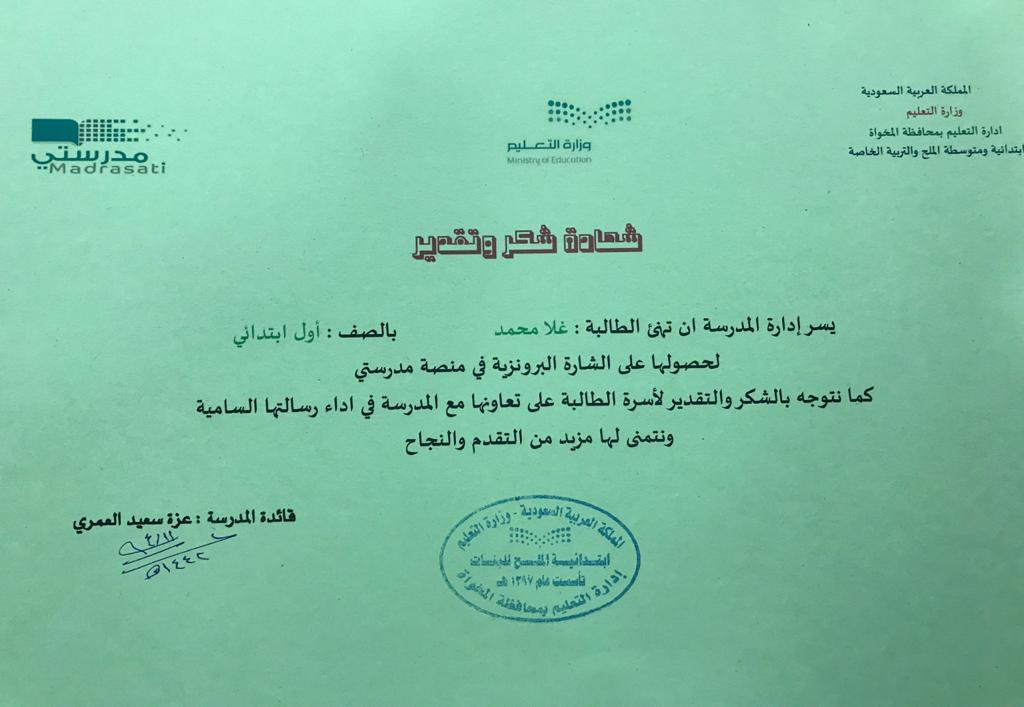 المملكة العربية السعودية
وزارة التعليم
ادارة التعليم بمحافظة المخواة
ابتدائية ومتوسطة الملح والتربية الخاصة
وزارة التعليم
Ministry of Education
مدرستي
Madrasati
شهادة شكر وتقدير
يسر إدارة المدرسة ان تهنئ الطالبة : غلا محمد بالصف : أول ابتدائي
لحصولها على الشارة البرونزية في منصة مدرستي
كما نتوجه بالشكر والتقدير لأسرة الطالبة على تعاونها مع المدرسة في اداء رسالتها السامية
ونتمنى لها مزيد من التقدم والنجاح
قائدة المدرسة : عزة سعيد العمري
١٤٤٢هـ
المملكة العربية السعودية - وزارة التعليم
ابتدائية الملح للبنات
تأسست عام ١٣٩٧ هـ
إدارة التعليم بمحافظة المخواة